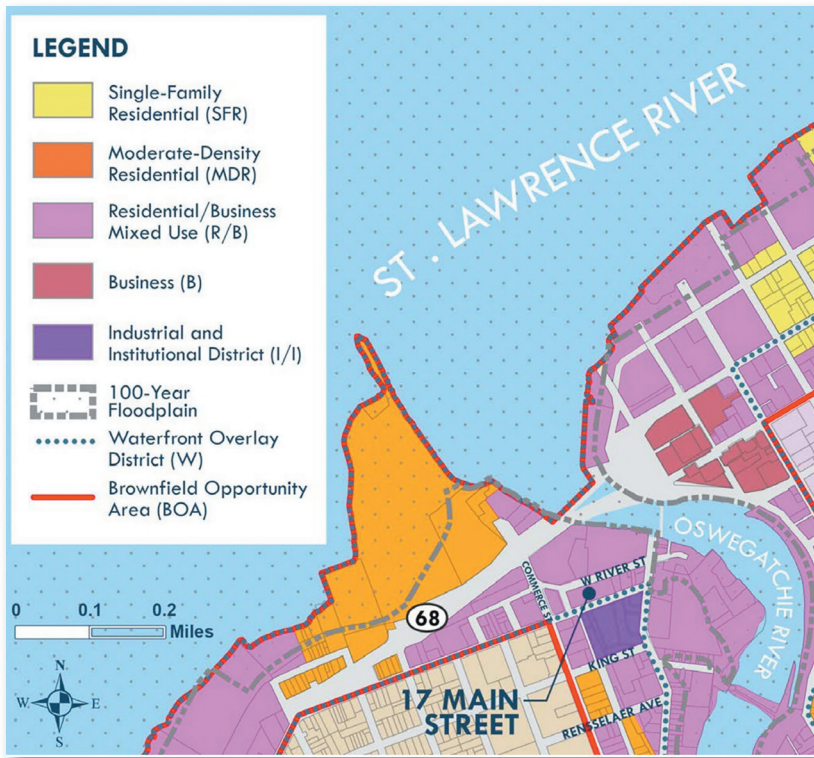 LEGEND
Single-Family
Residential (SFR)
Moderate-Density
Residential (MDR)
Residential/Business
Mixed Use (R/B)
Business (B)
Industrial and
Institutional District (I/I)
100-Year
Floodplain
Waterfront Overlay
District (W)
Brownfield Opportunity
Area (BOA)
ST . LAWRENCE RIVER
OSWEGATCHIE RIVER
W RIVER ST
COMMERCE ST
68
KING ST
RENSSELAER AVE
17 MAIN
STREET
0 0.1 0.2
Miles
N
W E
S